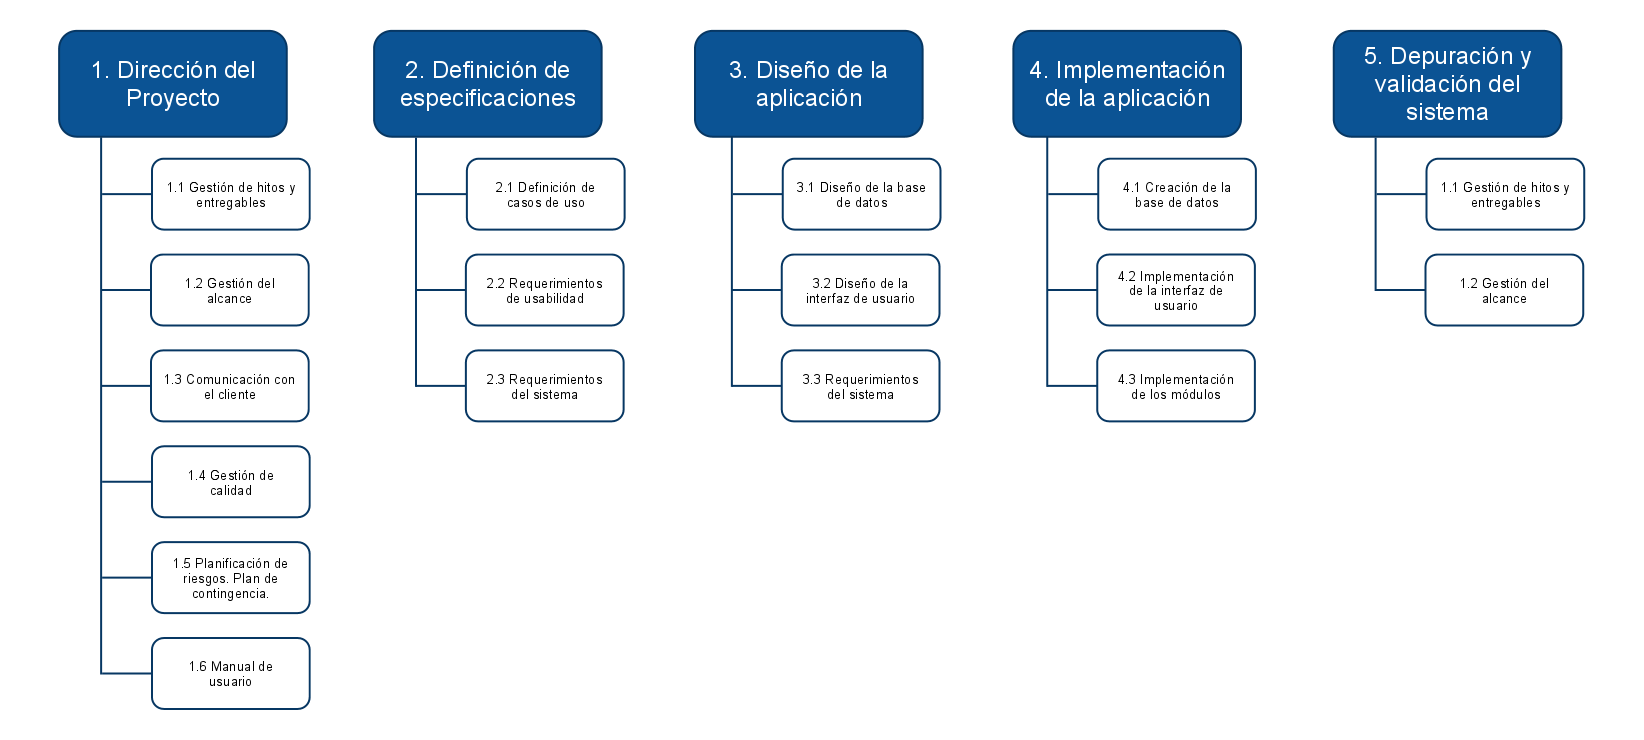 1. Dirección del
Proyecto
1.1 Gestión de hitos y
entregables
1.2 Gestión del
alcance
1.3 Comunicación con
el cliente
1.4 Gestión de
calidad
1.5 Planificación de
riesgos. Plan de
contingencia.
1.6 Manual de
usuario
2. Definición de
especificaciones
2.1 Definición de
casos de uso
2.2 Requerimientos
de usabilidad
2.3 Requerimientos
del sistema
3. Diseño de la
aplicación
3.1 Diseño de la base
de datos
3.2 Diseño de la
interfaz de usuario
3.3 Requerimientos
del sistema
4. Implementación
de la aplicación
4.1 Creación de la
base de datos
4.2 Implementación
de la interfaz de
usuario
4.3 Implementación
de los módulos
5. Depuración y
validación del
sistema
1.1 Gestión de hitos y
entregables
1.2 Gestión del
alcance